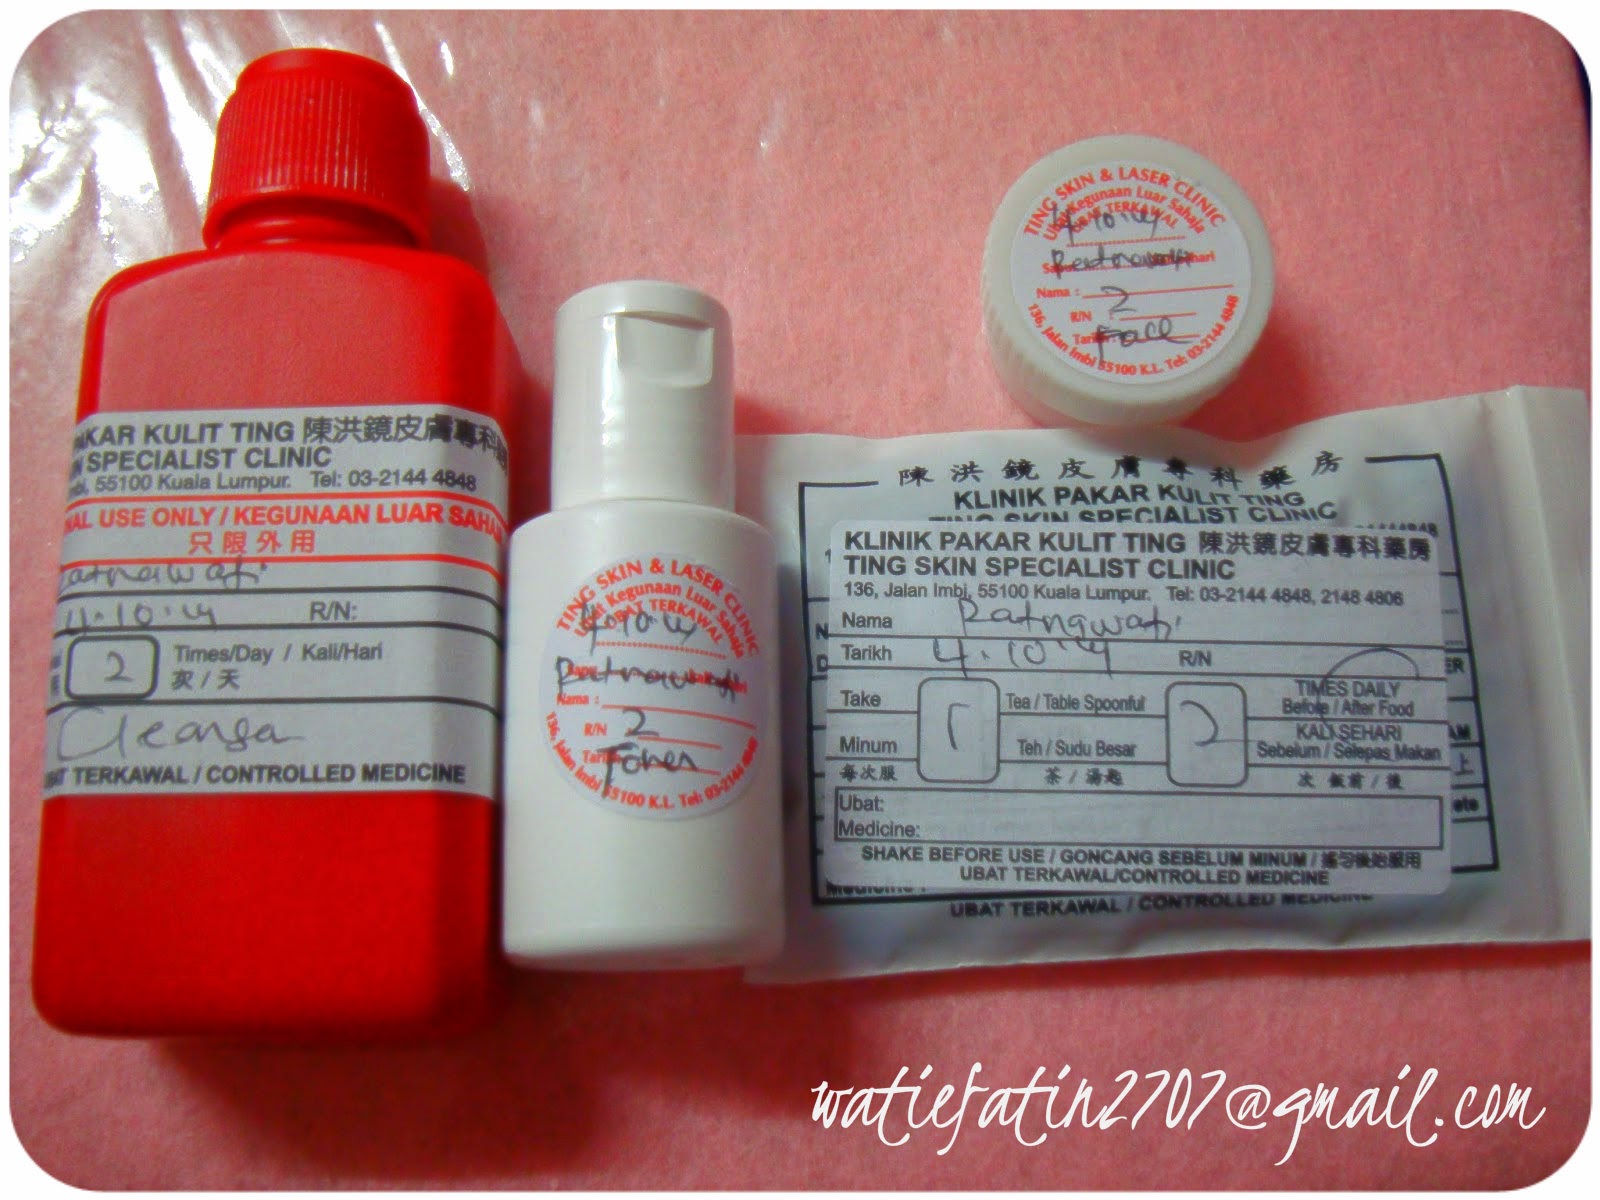 PAKAR KULIT TING 陳洪鏡皮膚專科藥
SKIN SPECIALIST CLINIC
55100 Kuala Lumpur. Tel: 03-2144 4848
USE ONLY / KEGUNAAN LUAR
只限外用
Ratnawati
4.10.14 R/N:
2 Times/Day / Kali/Hari
次 / 天
Cleanser
UBAT TERKAWAL / CONTROLLED MEDICINE
TING SKIN & LASER CLINIC
Kegunaan Luar Sahaja
UBAT TERKAWAL
4.10.14
Ratnawati
Nama :
R/N 2
Toner
136, Jalan Imbi 55100 K.L. Tel: 03-2144 4848
TING SKIN & LASER CLINIC
Kegunaan Luar Sahaja
UBAT TERKAWAL
4.10.14
Ratnawati
Nama :
R/N 2
Face
136, Jalan Imbi 55100 K.L. Tel: 03-2144 4848
陳洪鏡皮膚專科藥房
KLINIK PAKAR KULIT TING
TING SKIN SPECIALIST CLINIC
KLINIK PAKAR KULIT TING 陳洪鏡皮膚專科藥房
TING SKIN SPECIALIST CLINIC
136, Jalan Imbi, 55100 Kuala Lumpur. Tel: 03-2144 4848, 2148 4806
Nama Ratnawati
Tarikh 4.10.14 R/N
Take 1 Tea / Table Spoonful 2 TIMES DAILY
Before / After Food
Minum Teh / Sudu Besar KALI SEHARI
Sebelum / Selepas Makan
每次服 茶 / 湯匙 次 飯前 / 後
Ubat:
Medicine:
SHAKE BEFORE USE / GONCANG SEBELUM MINUM / 搖勻後始服用
UBAT TERKAWAL/CONTROLLED MEDICINE
UBAT TERKAWAL / CONTROLLED MEDICINE
watiefatin2707@gmail.com